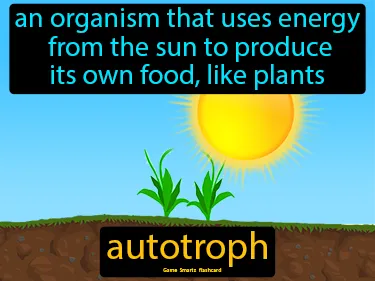 an organism that uses energy
from the sun to produce
its own food, like plants
autotroph
Game Smartz flashcard